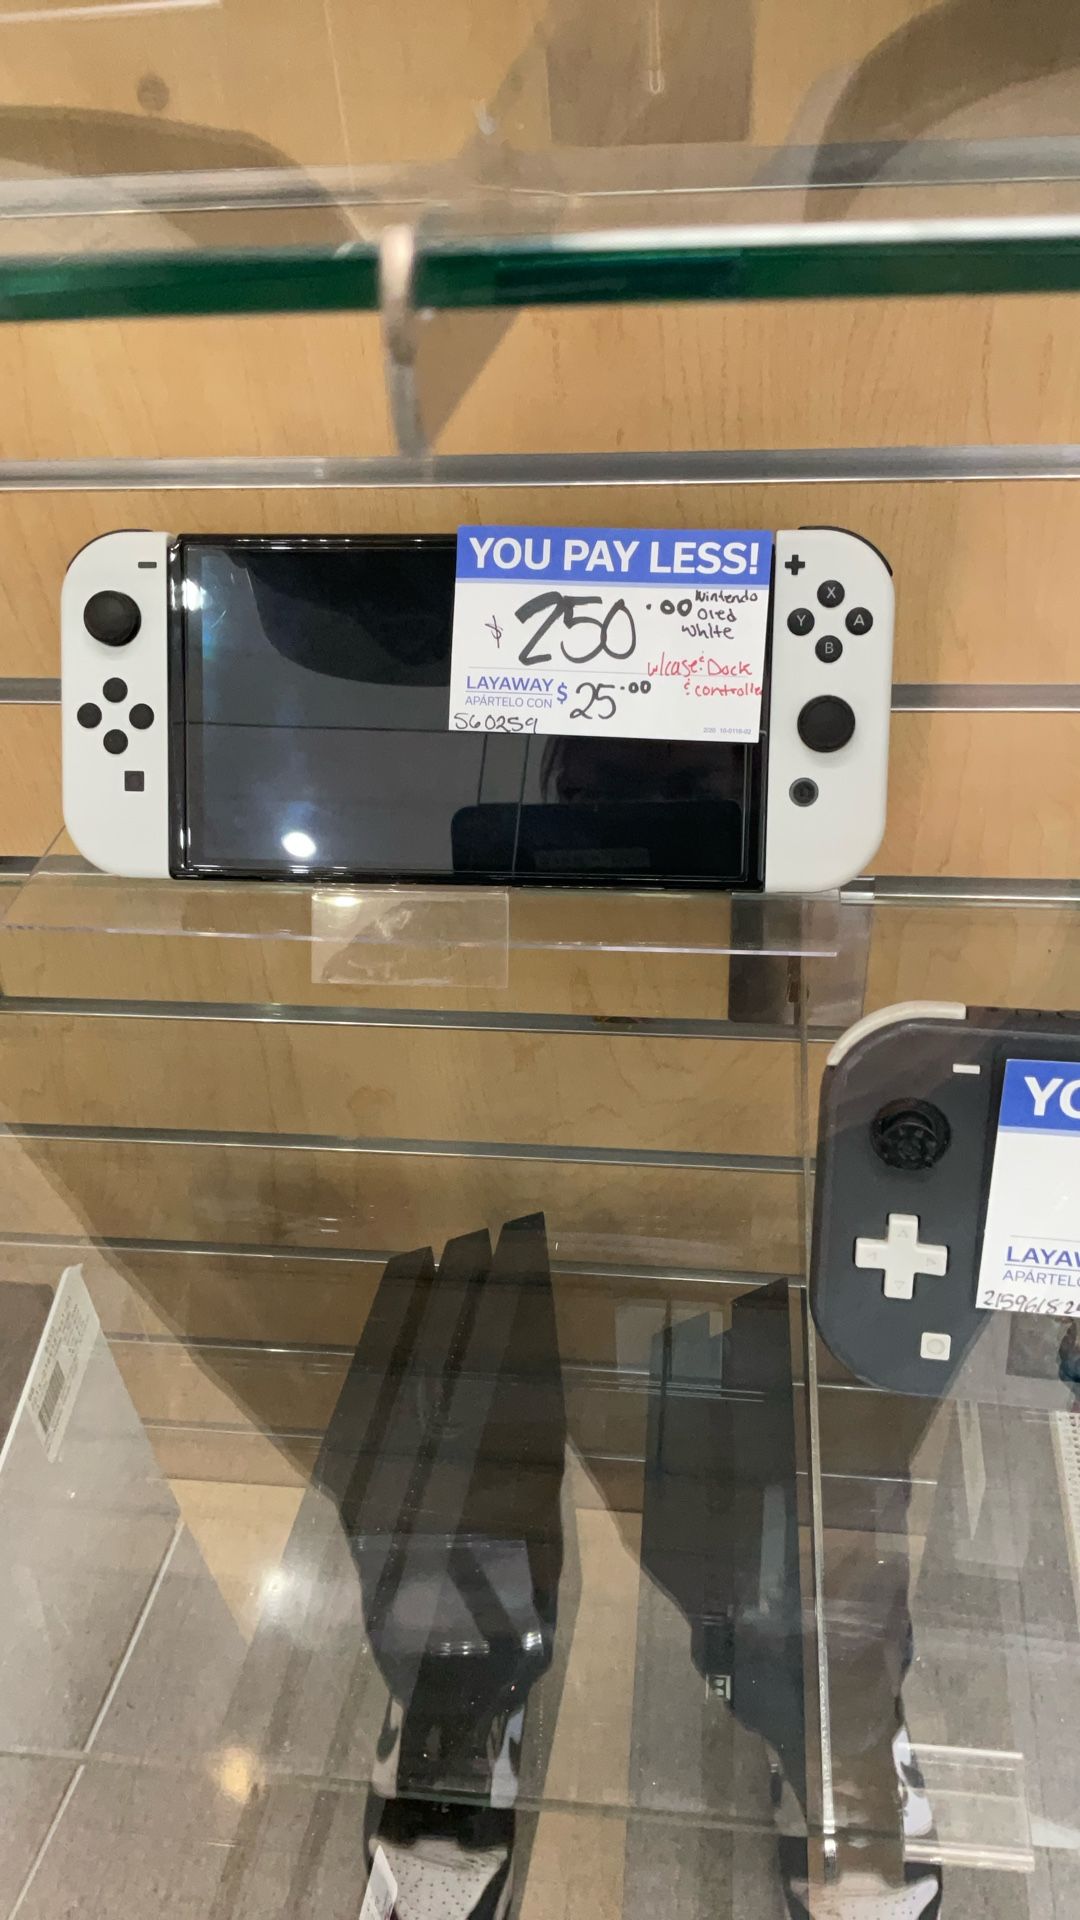 YOU PAY LESS!
$250.00
Nintendo
Oled
White
w/case & Dock
& controller
LAYAWAY $25.00
APÁRTELO CON
560259
X
Y
A
B
YO
LAYAW
APÁRTELO